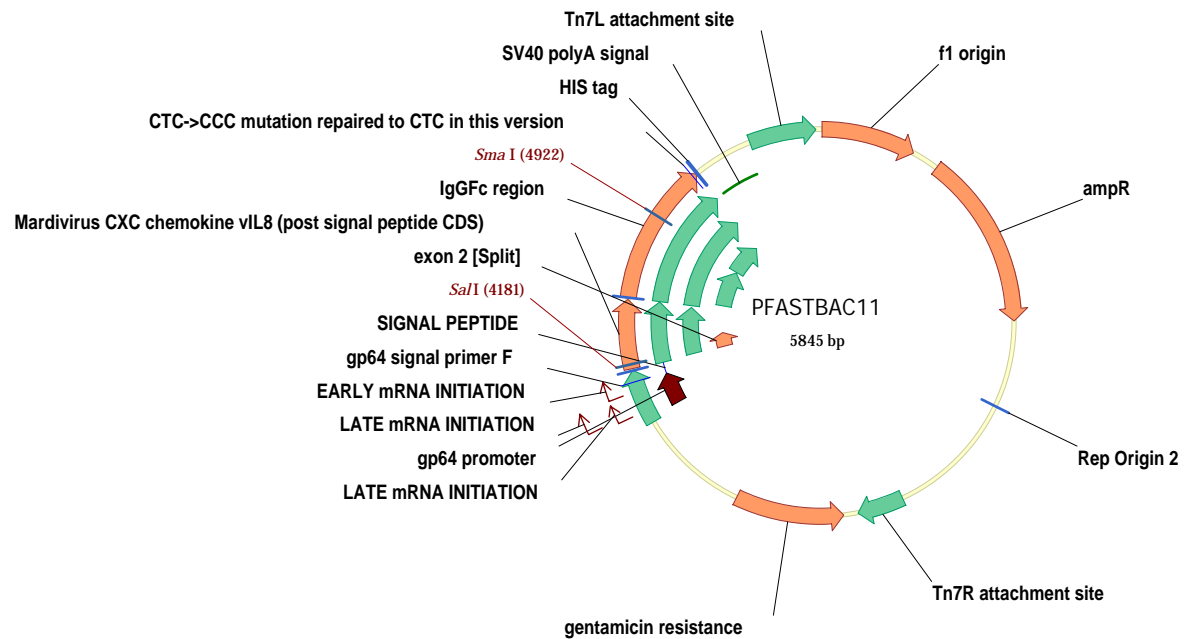 Tn7L attachment site
SV40 polyA signal
f1 origin
HIS tag
CTC->CCC mutation repaired to CTC in this version
Sma I (4922)
IgGFc region
ampR
Mardivirus CXC chemokine vIL8 (post signal peptide CDS)
exon 2 [Split]
SalI (4181)
PFASTBAC11
SIGNAL PEPTIDE
5845 bp
gp64 signal primer F
EARLY mRNA INITIATION
LATE mRNA INITIATION
gp64 promoter
Rep Origin 2
LATE mRNA INITIATION
Tn7R attachment site
gentamicin resistance